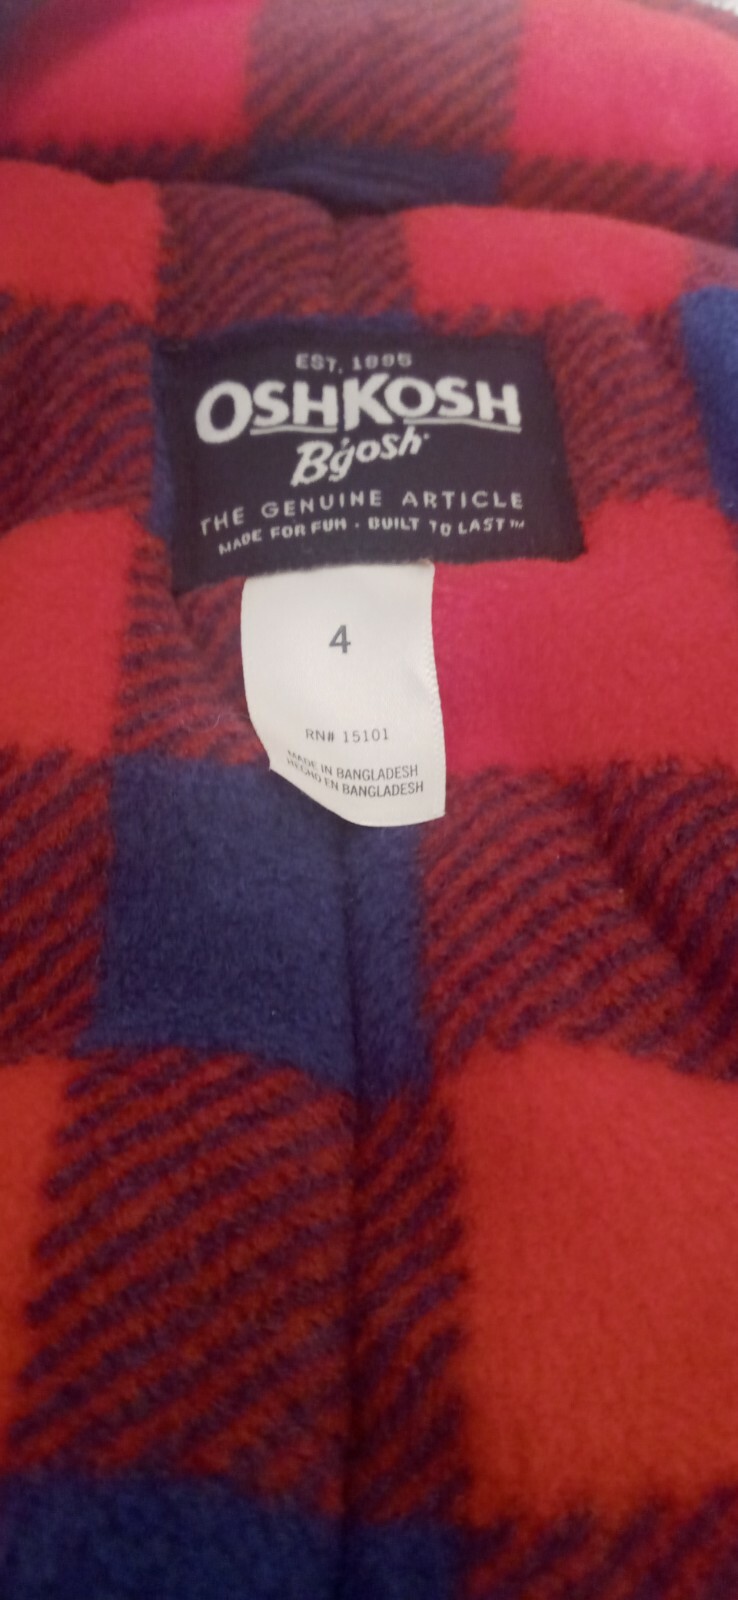 EST. 1895
OSHKOSH
B'gosh
THE GENUINE ARTICLE
MADE FOR FUN · BUILT TO LAST™
4
RN# 15101
MADE IN BANGLADESH
HECHO EN BANGLADESH